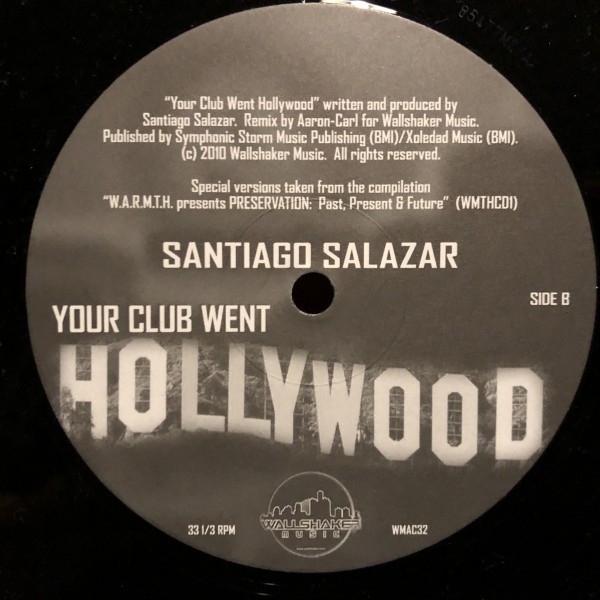 "Your Club Went Hollywood" written and produced by
Santiago Salazar. Remix by Aaron-Carl for Wallshaker Music.
Published by Symphonic Storm Music Publishing (BMI)/Xoledad Music (BMI).
(c) 2010 Wallshaker Music. All rights reserved.
Special versions taken from the compilation
"W.A.R.M.T.H. presents PRESERVATION: Past, Present & Future" (WMTHCD1)
SANTIAGO SALAZAR
SIDE B
YOUR CLUB WENT
HOLLYWOOD
33 1/3 RPM
WALLSHAKER
MUSIC
WMAC32